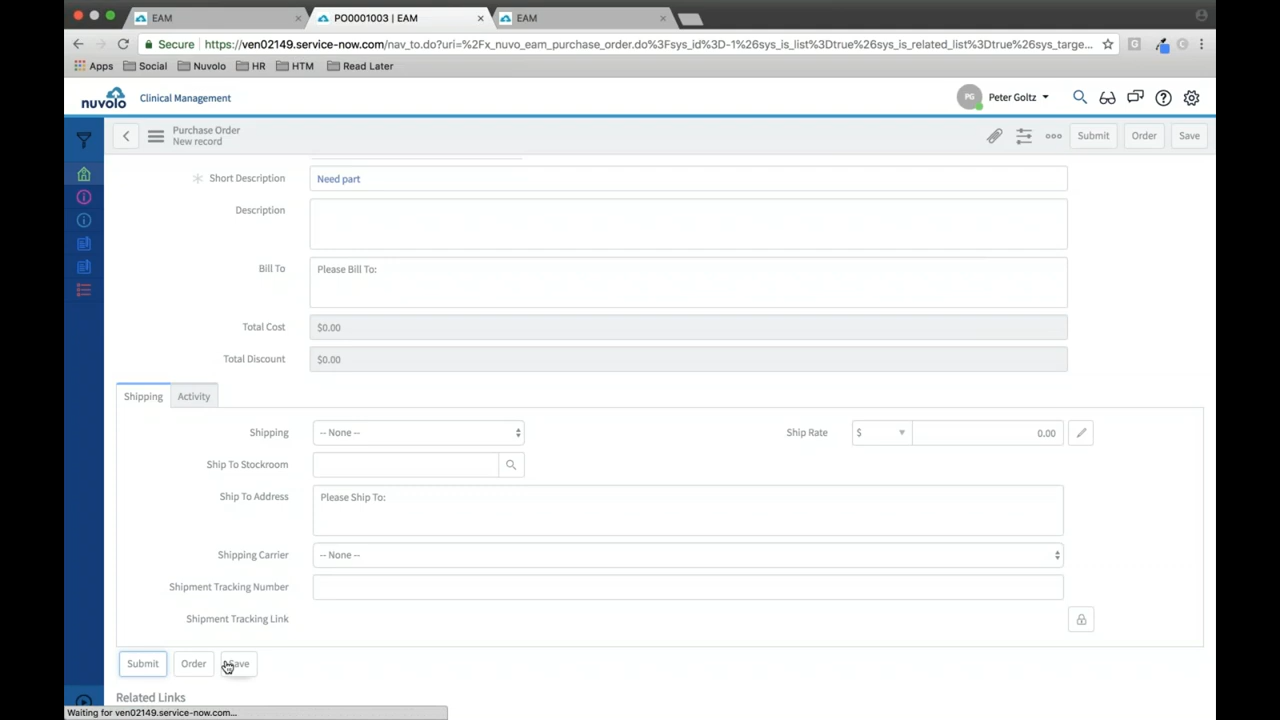 EAM
PO0001003 | EAM
EAM
Secure
https://ven02149.service-now.com/nav_to.do?uri=%2Fx_nuvo_eam_purchase_order.do%3Fsys_id%3D-1%26sys_is_list%3Dtrue%26sys_is_related_list%3Dtrue%26sys_targe...
Apps
Social
Nuvolo
HR
HTM
Read Later
nuvolo
Clinical Management
PG
Peter Goltz
Purchase Order
New record
Submit
Order
Save
Short Description
Need part
Description
Bill To
Please Bill To:
Total Cost
$0.00
Total Discount
$0.00
Shipping
Activity
Shipping
-- None --
Ship Rate
$
0.00
Ship To Stockroom
Ship To Address
Please Ship To:
Shipping Carrier
-- None --
Shipment Tracking Number
Shipment Tracking Link
Submit
Order
Save
Related Links
Waiting for ven02149.service-now.com...